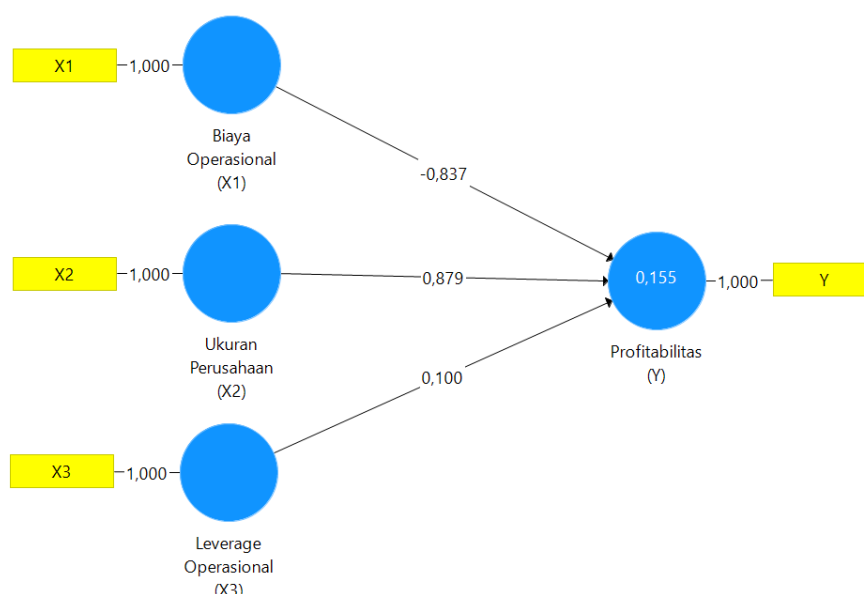 X1
1,000
Biaya
Operasional
(X1)
-0,837
X2
1,000
Ukuran
Perusahaan
(X2)
0,879
0,155
1,000
Y
Profitabilitas
(Y)
0,100
X3
1,000
Leverage
Operasional
(X3)